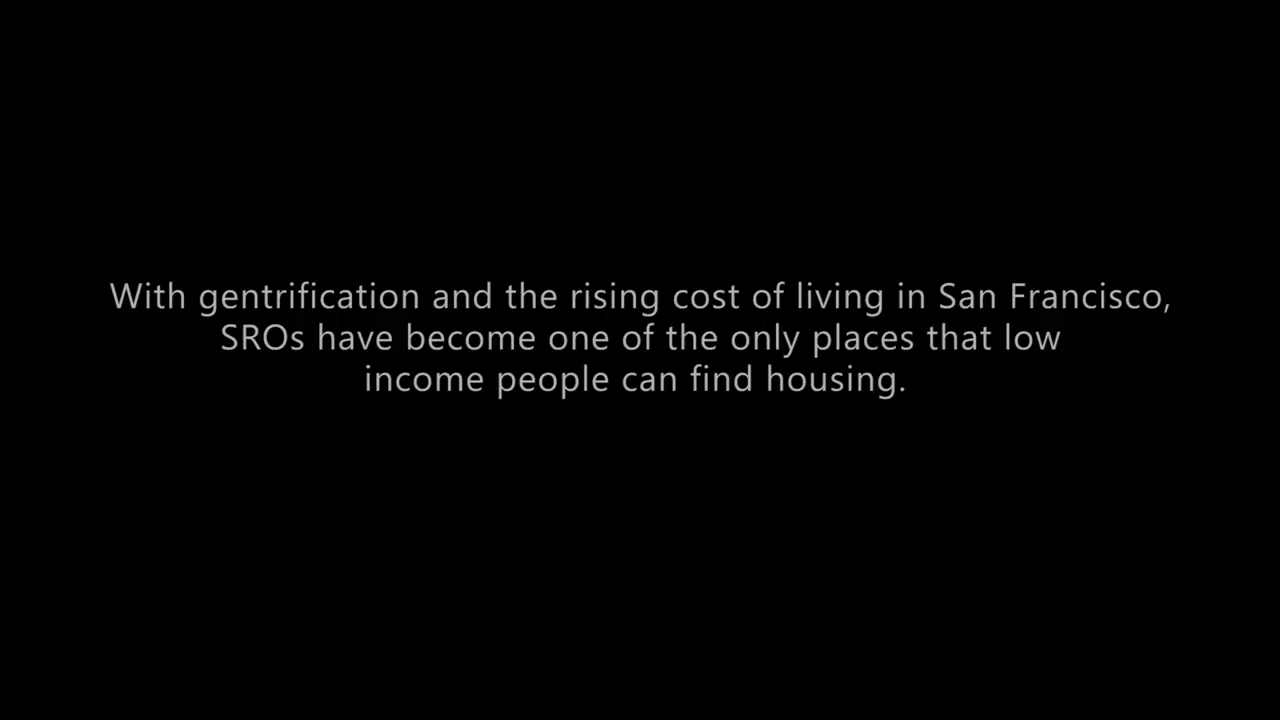 With gentrification and the rising cost of living in San Francisco,
SROs have become one of the only places that low
income people can find housing.